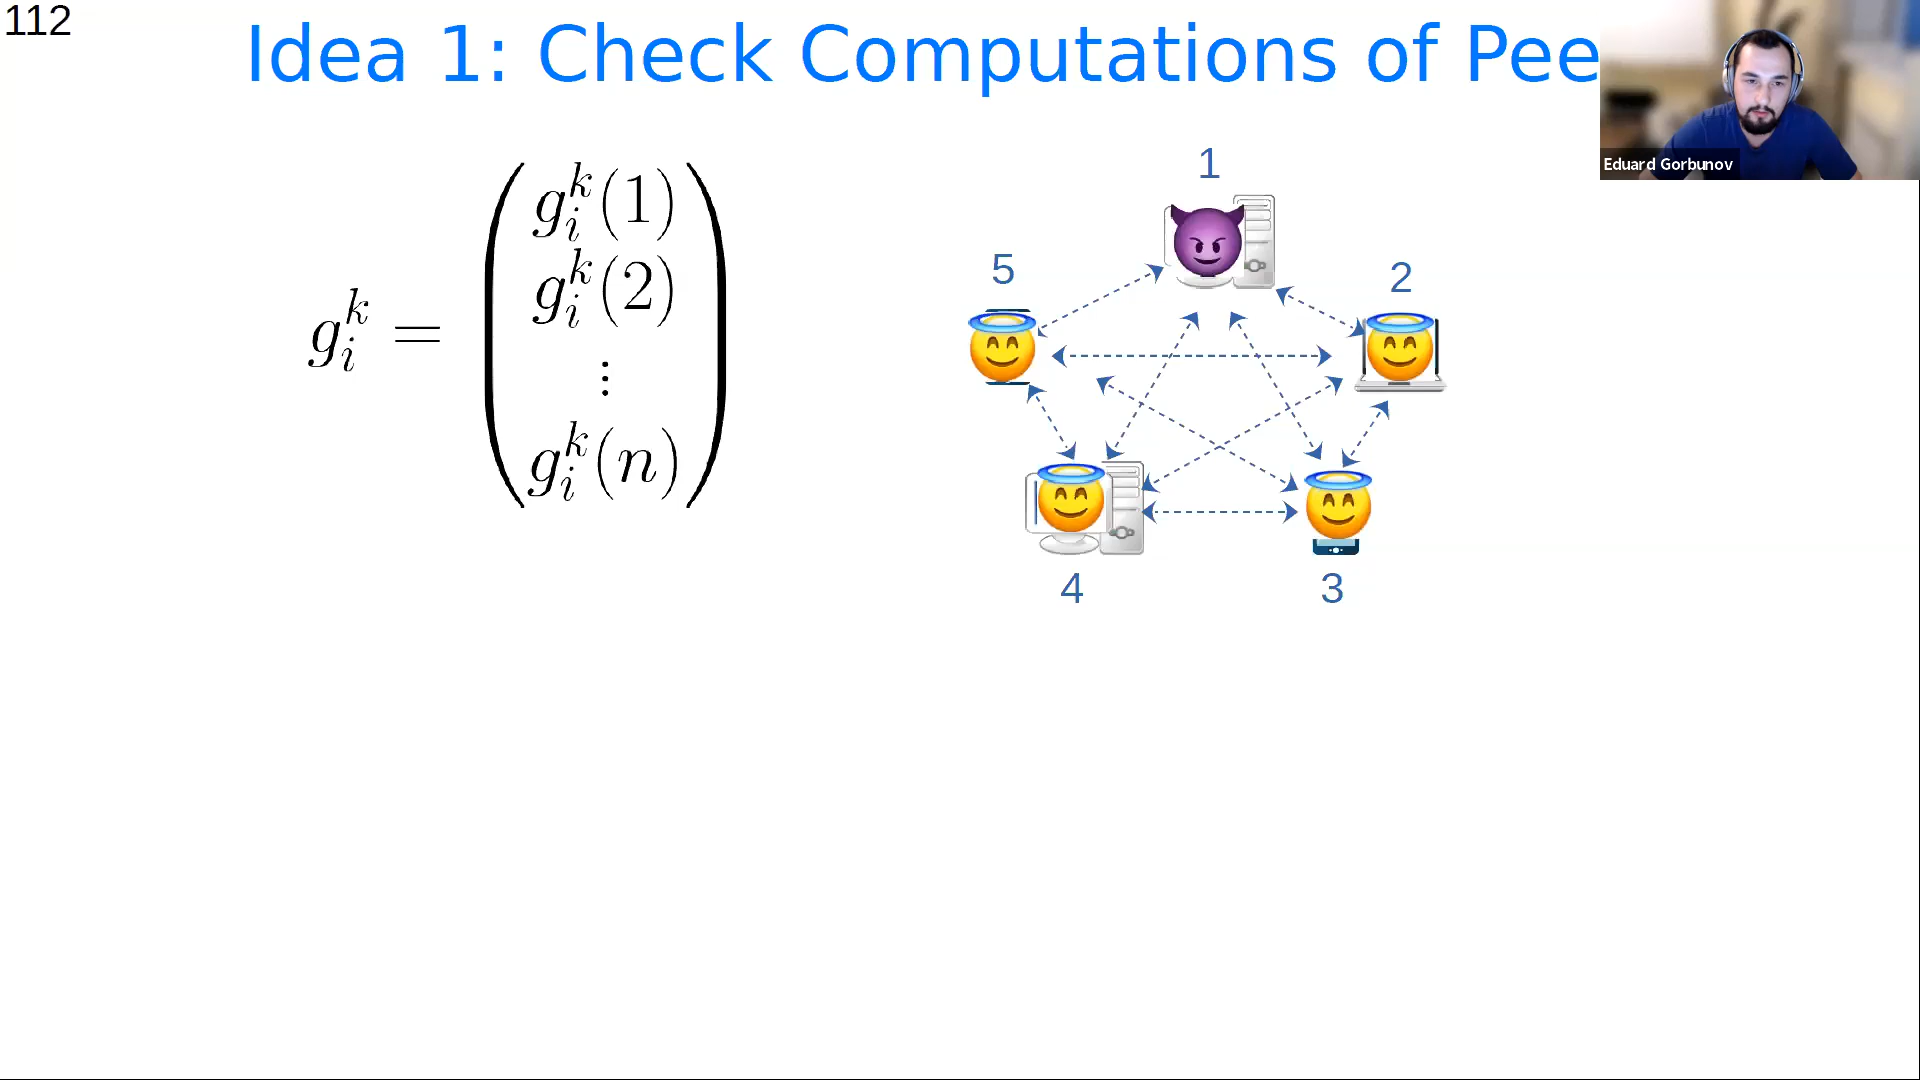 112
Idea 1: Check Computations of Pee
Eduard Gorbunov
g_i^k = ( g_i^k(1)
g_i^k(2)
⋮
g_i^k(n) )
1
5
2
4
3